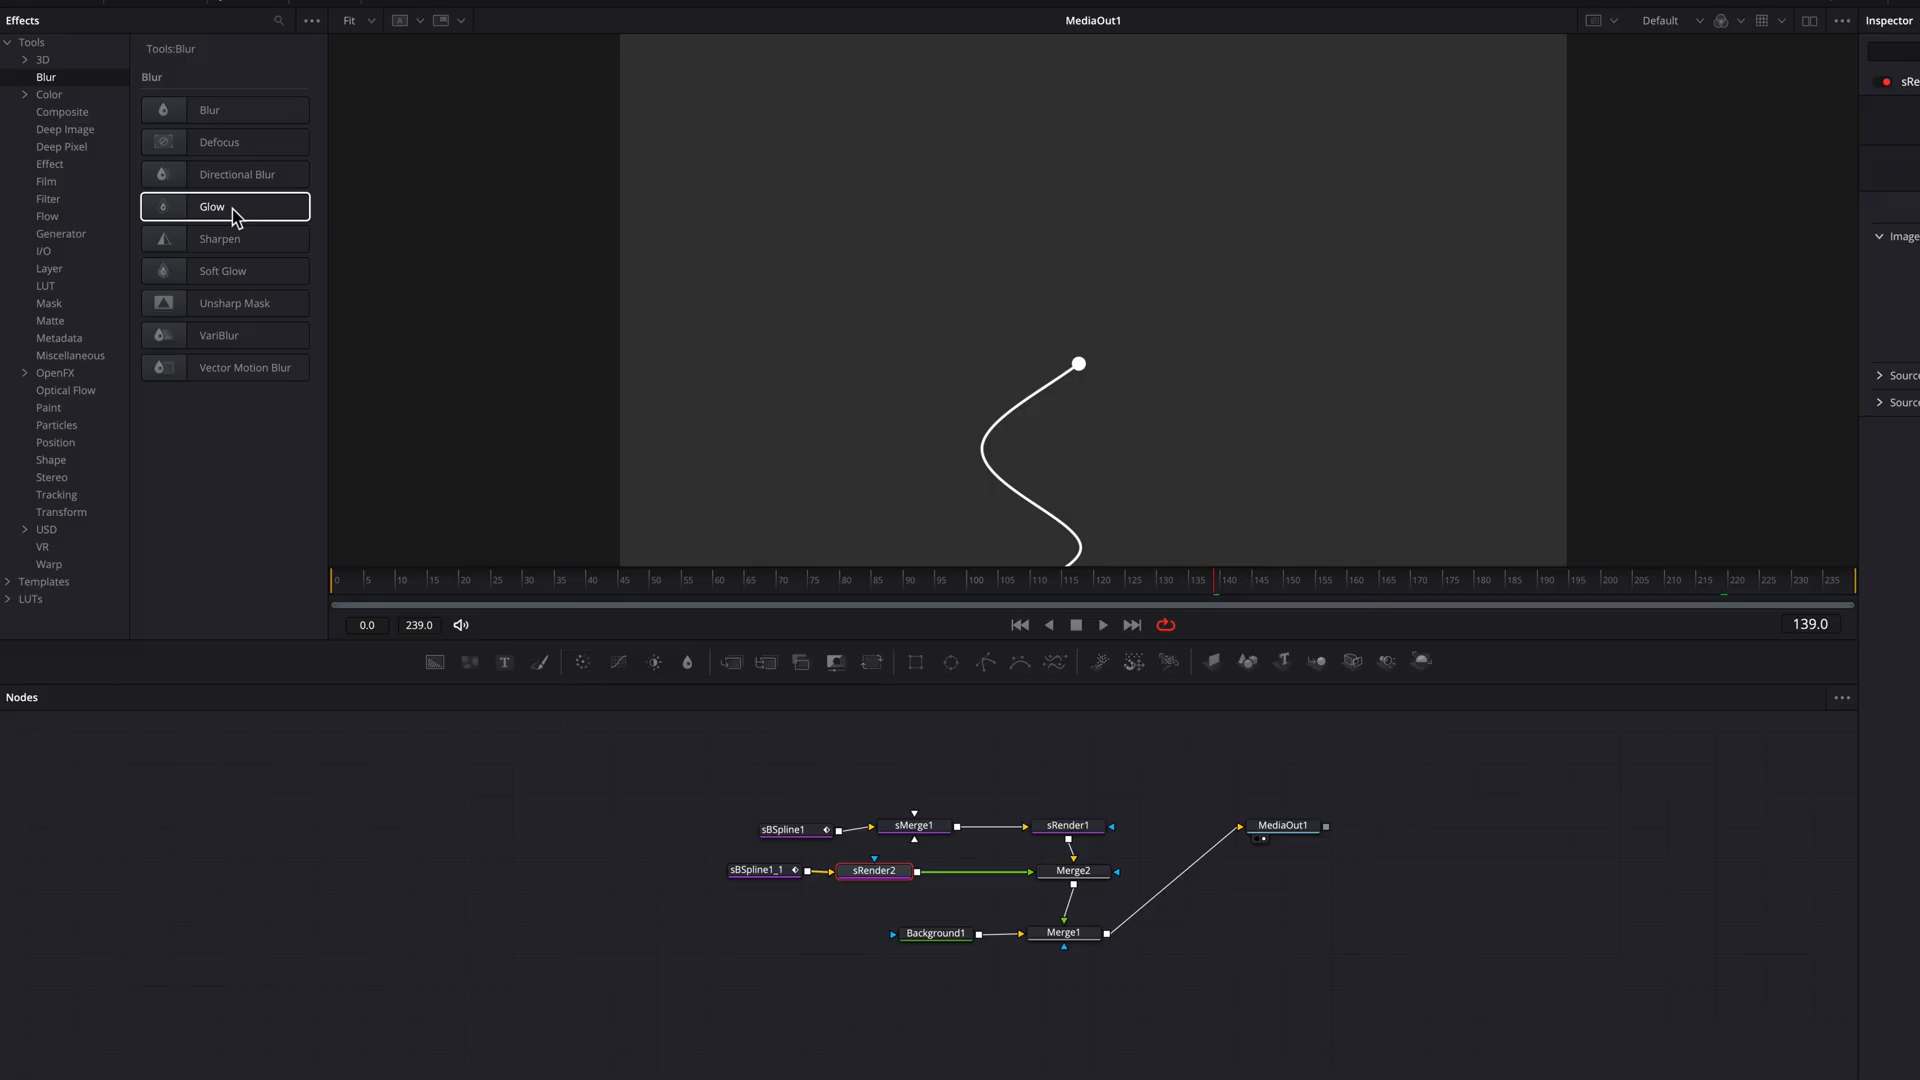 Effects
Fit
A
MediaOut1
Default
Inspector
Tools
3D
Blur
Color
Composite
Deep Image
Deep Pixel
Effect
Film
Filter
Flow
Generator
I/O
Layer
LUT
Mask
Matte
Metadata
Miscellaneous
OpenFX
Optical Flow
Paint
Particles
Position
Shape
Stereo
Tracking
Transform
USD
VR
Warp
Templates
LUTs
Tools:Blur
Blur
Blur
Defocus
Directional Blur
Glow
Sharpen
Soft Glow
Unsharp Mask
VariBlur
Vector Motion Blur
sRe
Image
Source
Source
0 5 10 15 20 25 30 35 40 45 50 55 60 65 70 75 80 85 90 95 100 105 110 115 120 125 130 135 140 145 150 155 160 165 170 175 180 185 190 195 200 205 210 215 220 225 230 235
0.0 239.0 139.0
Nodes
sBSpline1 sMerge1 sRender1 MediaOut1
sBSpline1_1 sRender2 Merge2
Background1 Merge1